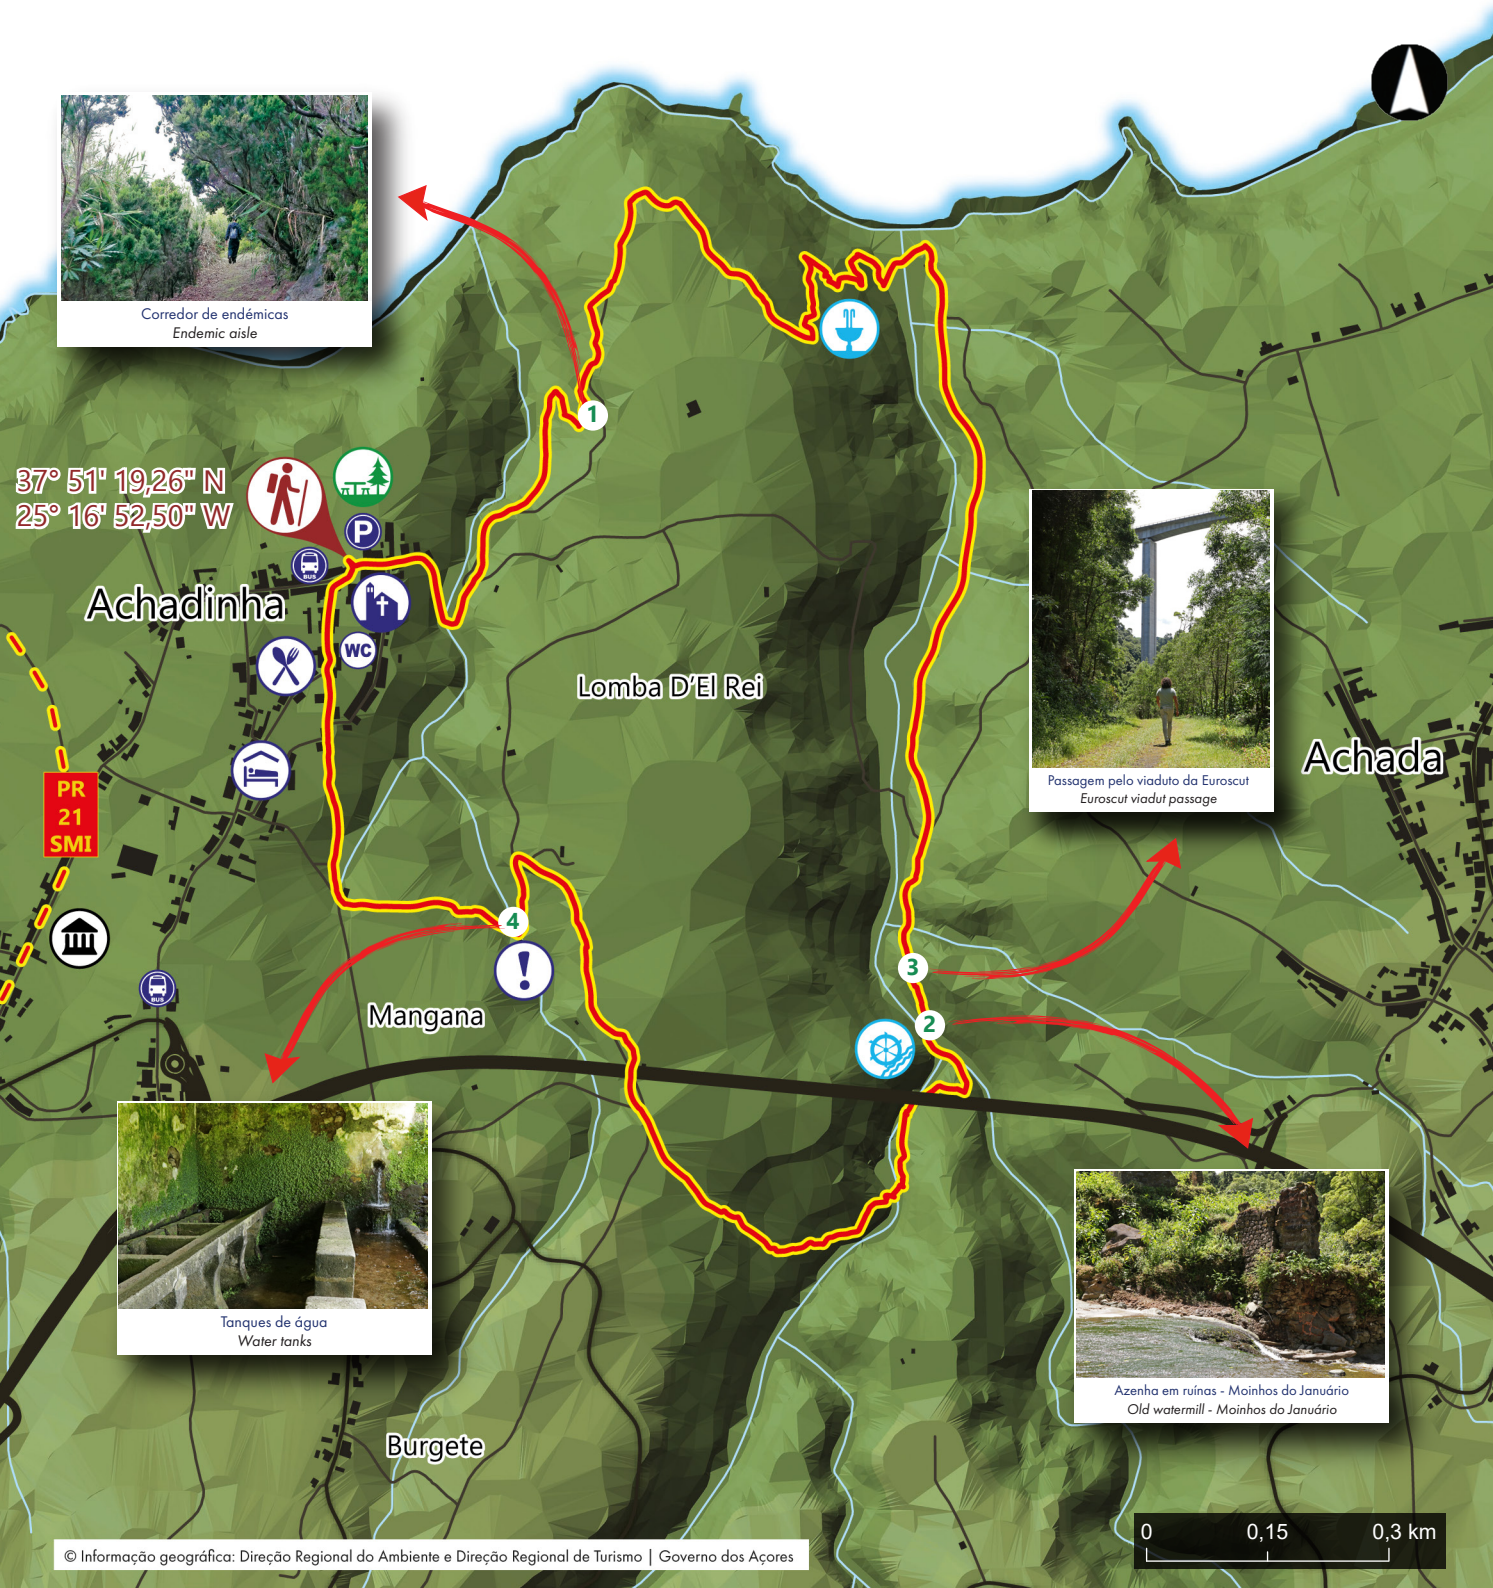 Corredor de endémicas
Endemic aisle
1
37° 51' 19,26" N
25° 16' 52,50" W
P
BUS
Achadinha
WC
Lomba D'El Rei
Achada
Passagem pelo viaduto da Euroscut
Euroscut viadut passage
PR
21
SMI
4
!
3
2
BUS
Mangana
Tanques de água
Water tanks
Azenha em ruínas - Moinhos do Januário
Old watermill - Moinhos do Januário
Burgete
0 0,15 0,3 km
© Informação geográfica: Direção Regional do Ambiente e Direção Regional de Turismo | Governo dos Açores